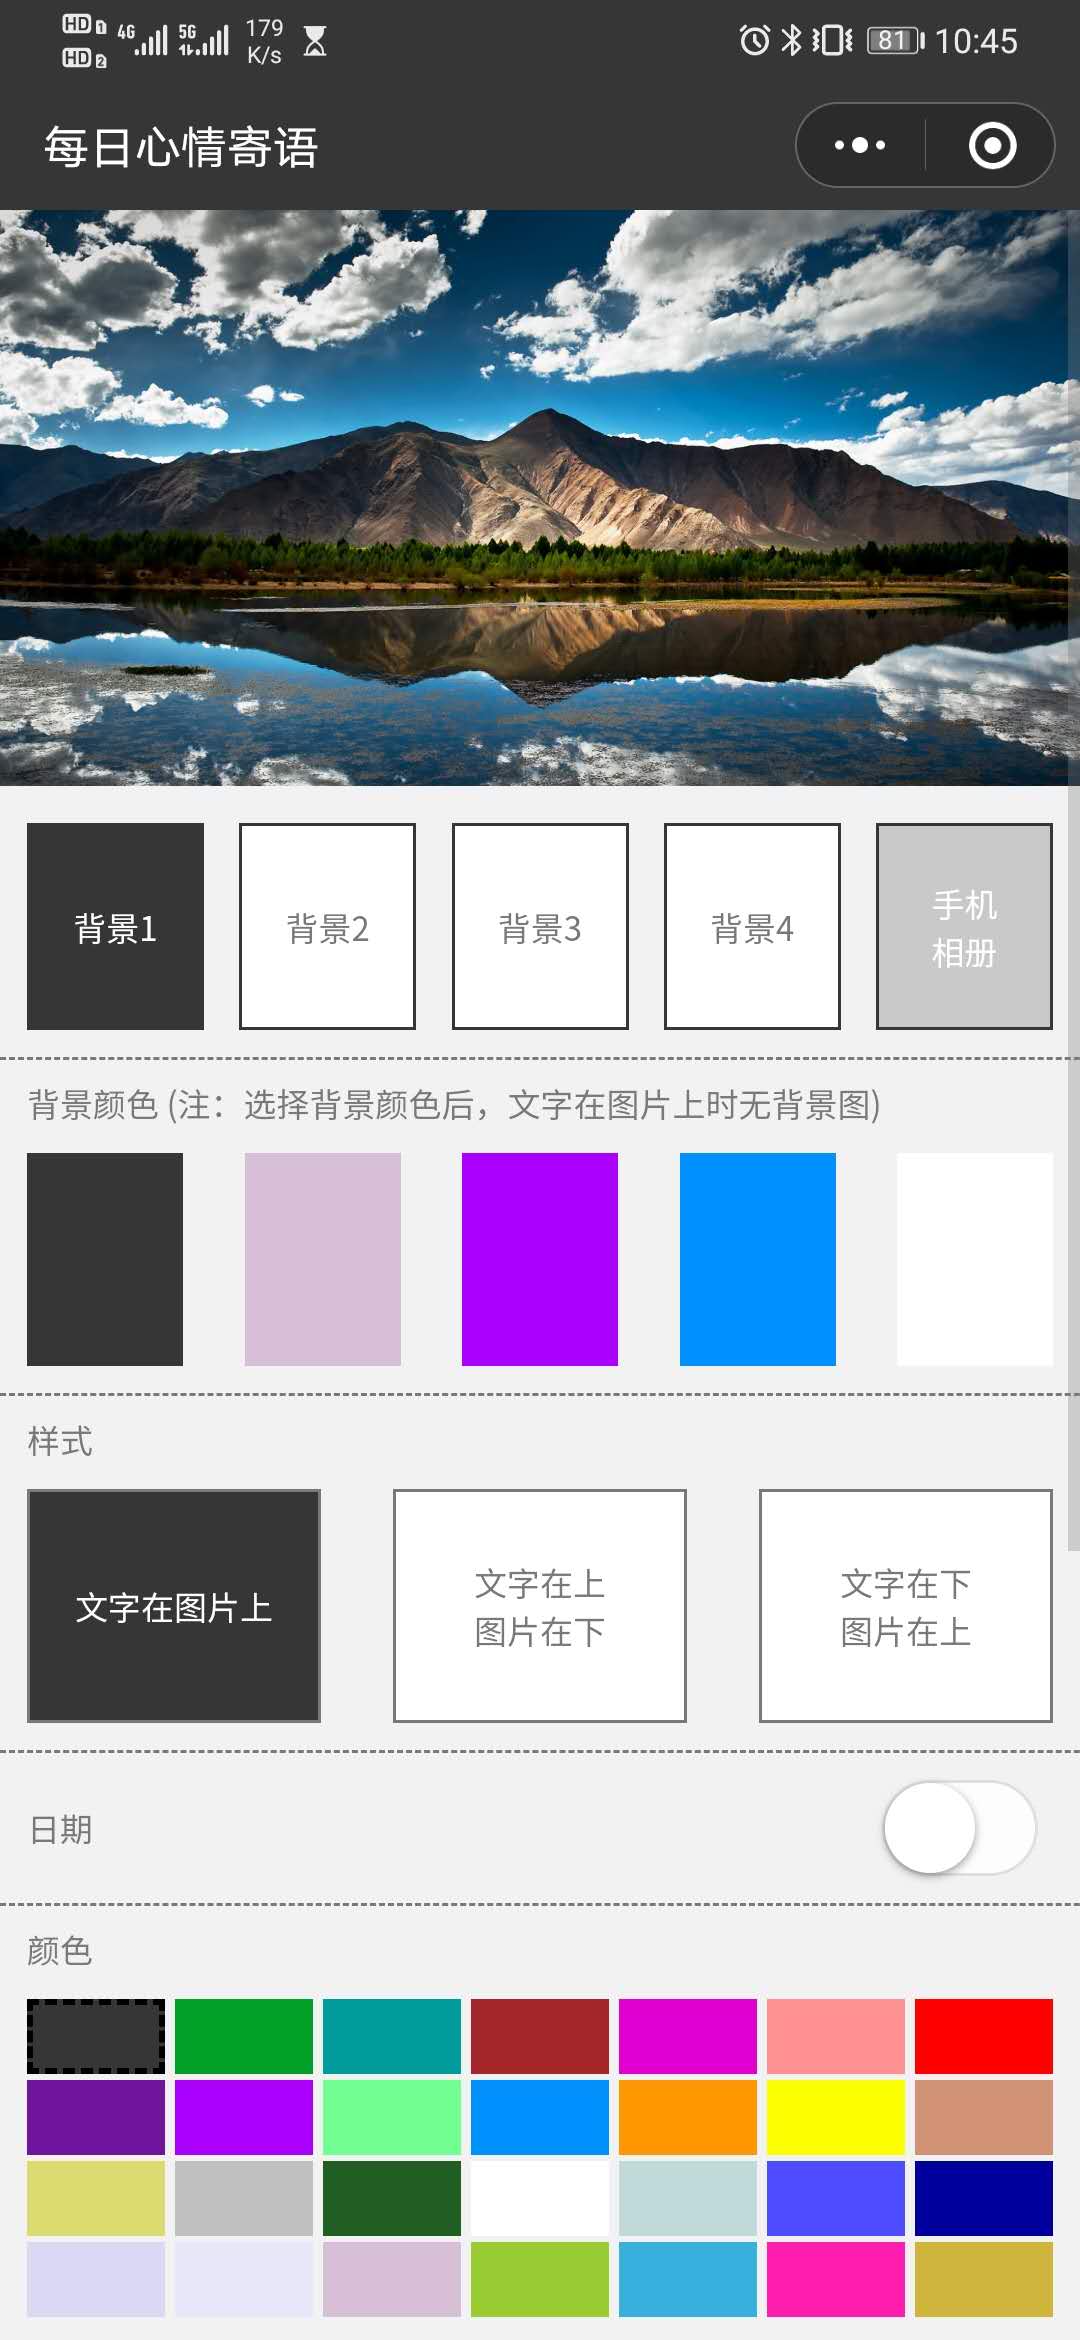 HD 1 4G 5G 179 81 10:45
HD 2 K/s
每日心情寄语
背景1 背景2 背景3 背景4 手机
相册
背景颜色 (注：选择背景颜色后，文字在图片上时无背景图)
样式
文字在图片上
文字在上
图片在下
文字在下
图片在上
日期
颜色